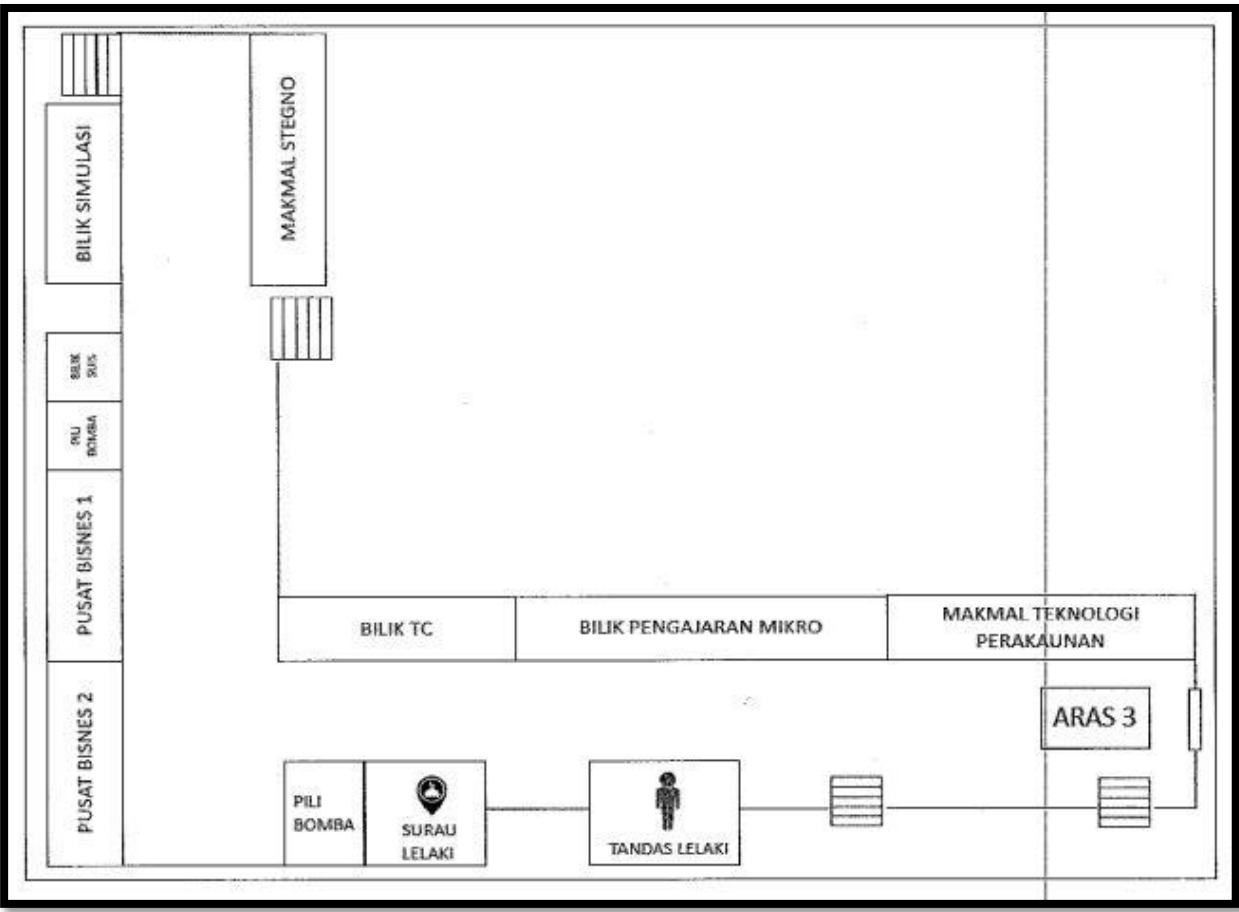 BILIK SIMULASI
MAKMAL STEGNO
BILIK
SUIS
PILI
BOMBA
PUSAT BISNES 1
PUSAT BISNES 2
BILIK TC
BILIK PENGAJARAN MIKRO
MAKMAL TEKNOLOGI
PERAKAUNAN
ARAS 3
PILI
BOMBA
SURAU
LELAKI
TANDAS LELAKI